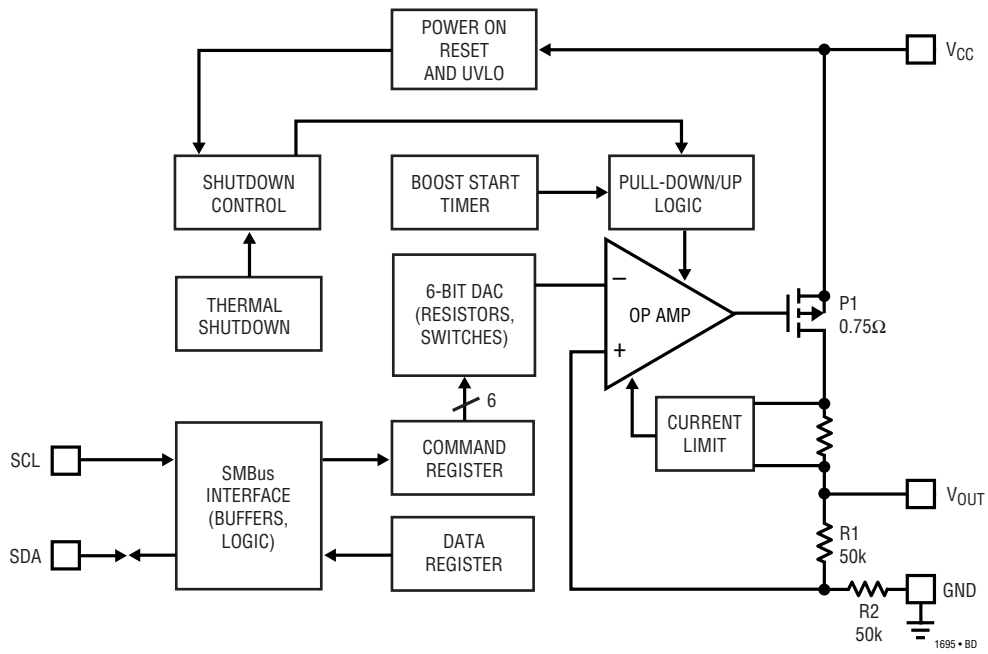 POWER ON
RESET
AND UVLO
VCC
SHUTDOWN
CONTROL
BOOST START
TIMER
PULL-DOWN/UP
LOGIC
THERMAL
SHUTDOWN
6-BIT DAC
(RESISTORS,
SWITCHES)
–
OP AMP
+
P1
0.75Ω
6
CURRENT
LIMIT
SCL
SMBus
INTERFACE
(BUFFERS,
LOGIC)
COMMAND
REGISTER
VOUT
SDA
DATA
REGISTER
R1
50k
R2
50k
GND
1695 • BD